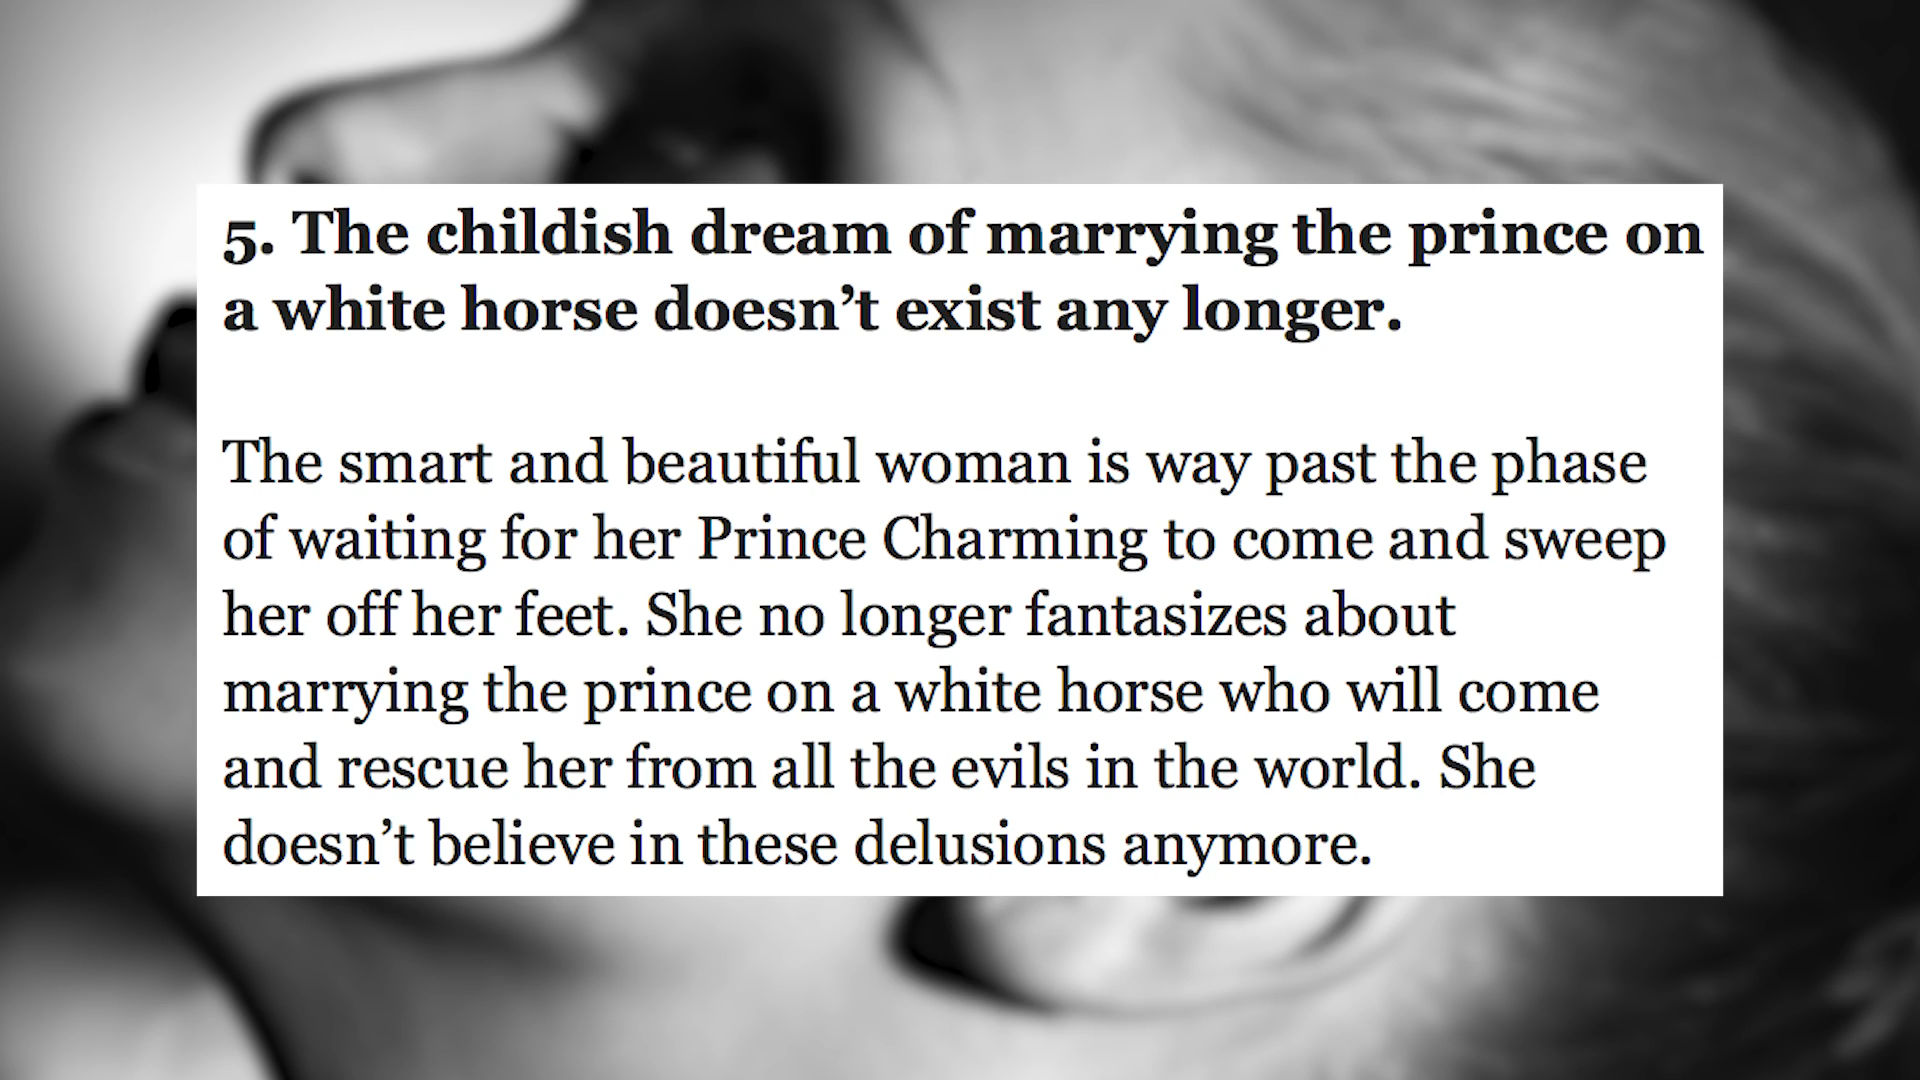 5. The childish dream of marrying the prince on
a white horse doesn’t exist any longer.
The smart and beautiful woman is way past the phase
of waiting for her Prince Charming to come and sweep
her off her feet. She no longer fantasizes about
marrying the prince on a white horse who will come
and rescue her from all the evils in the world. She
doesn’t believe in these delusions anymore.